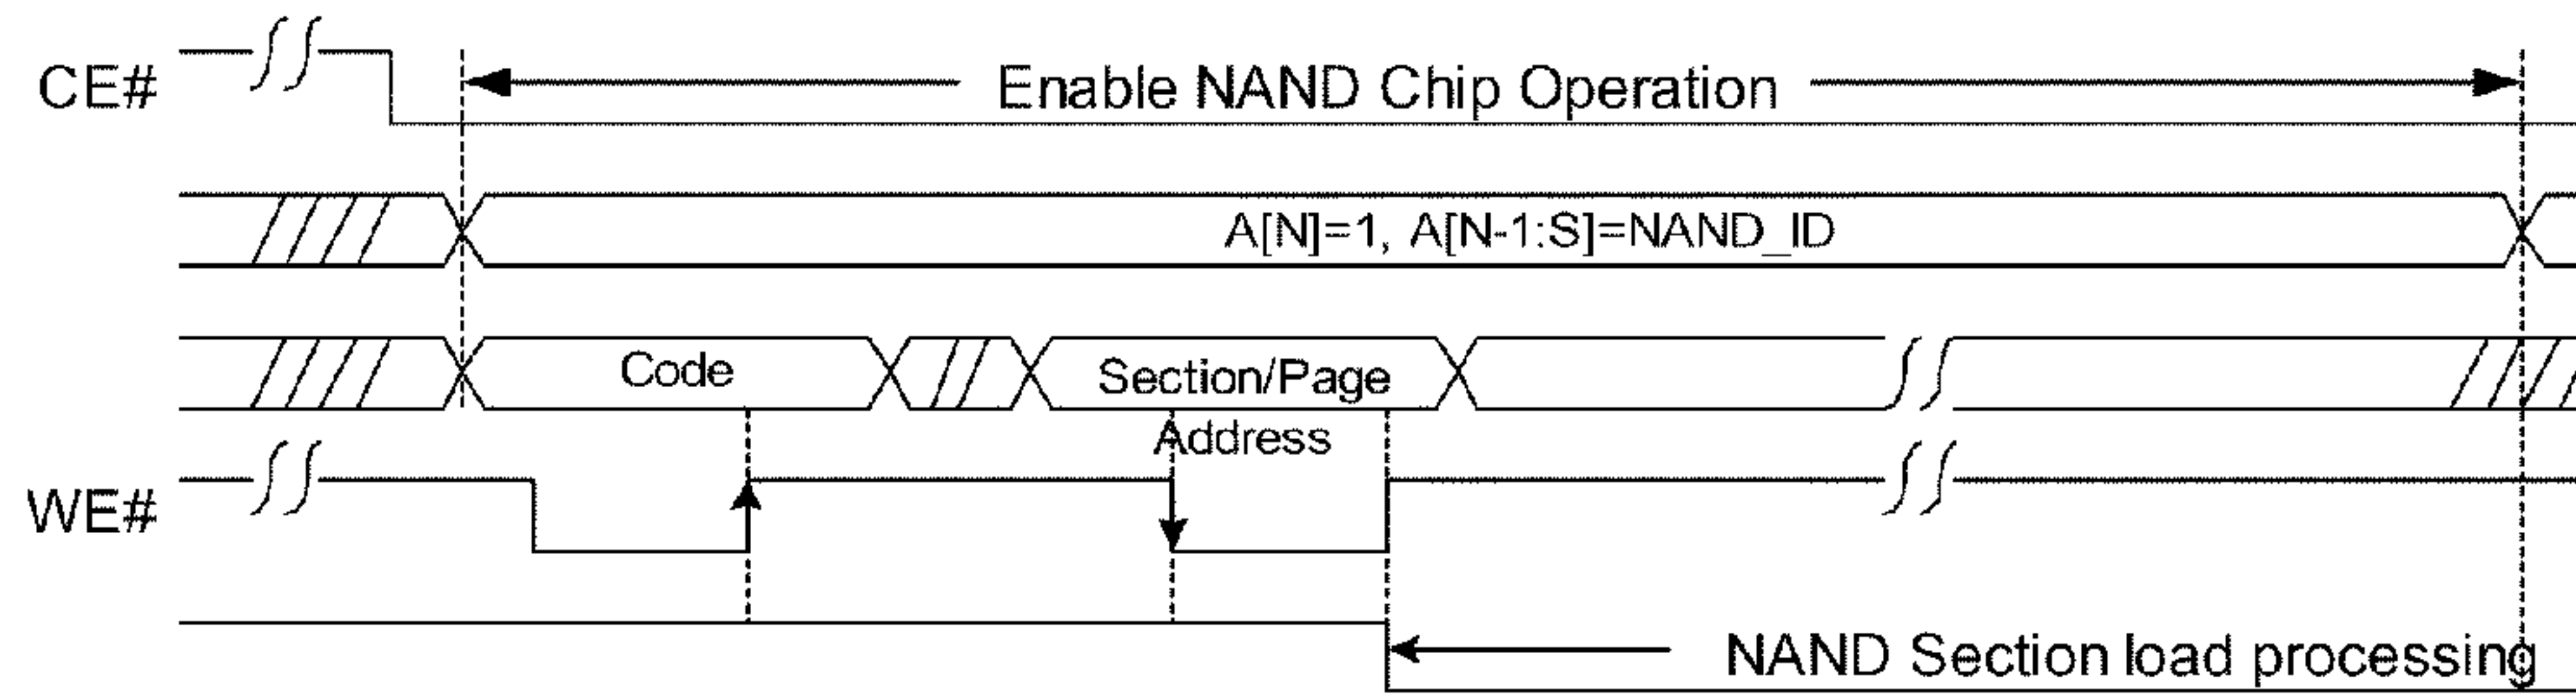 CE#
Enable NAND Chip Operation
A[N]=1, A[N-1:S]=NAND_ID
Code
Section/Page
Address
WE#
NAND Section load processing